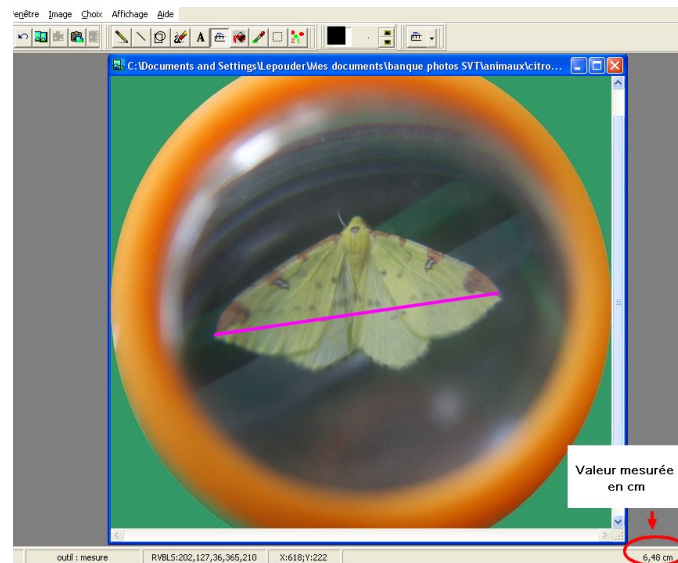 Fenêtre Image Choix Affichage Aide
A
C:\Documents and Settings\Lepouder\Mes documents\banque photos SVT\animaux\citro...
Valeur mesurée
en cm
outil : mesure RVBLS:202,127,36,365,210 X:618;Y:222 6,48 cm